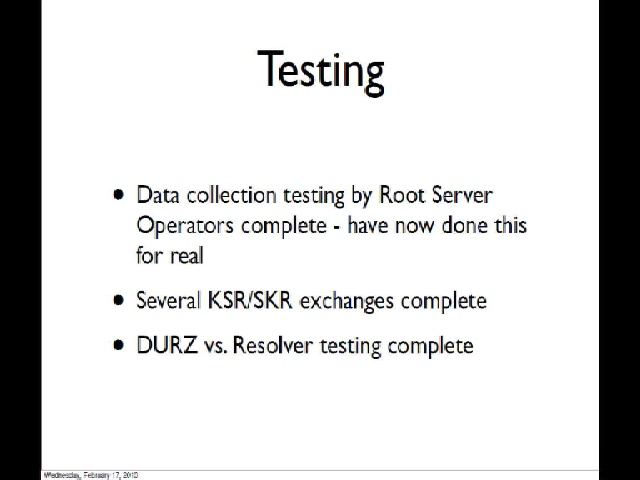 Testing
• Data collection testing by Root Server
Operators complete - have now done this
for real
• Several KSR/SKR exchanges complete
• DURZ vs. Resolver testing complete
Wednesday, February 17, 2010